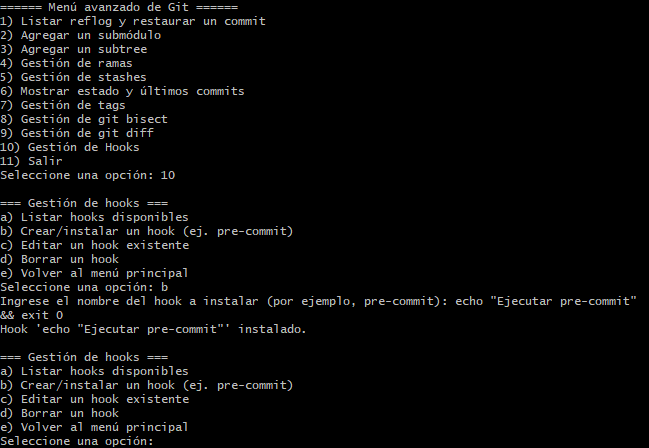 ====== Menú avanzado de Git ======
1) Listar reflog y restaurar un commit
2) Agregar un submódulo
3) Agregar un subtree
4) Gestión de ramas
5) Gestión de stashes
6) Mostrar estado y últimos commits
7) Gestión de tags
8) Gestión de git bisect
9) Gestión de git diff
10) Gestión de Hooks
11) Salir
Seleccione una opción: 10

=== Gestión de hooks ===
a) Listar hooks disponibles
b) Crear/instalar un hook (ej. pre-commit)
c) Editar un hook existente
d) Borrar un hook
e) Volver al menú principal
Seleccione una opción: b
Ingrese el nombre del hook a instalar (por ejemplo, pre-commit): echo "Ejecutar pre-commit"
&& exit 0
Hook 'echo "Ejecutar pre-commit"' instalado.

=== Gestión de hooks ===
a) Listar hooks disponibles
b) Crear/instalar un hook (ej. pre-commit)
c) Editar un hook existente
d) Borrar un hook
e) Volver al menú principal
Seleccione una opción: